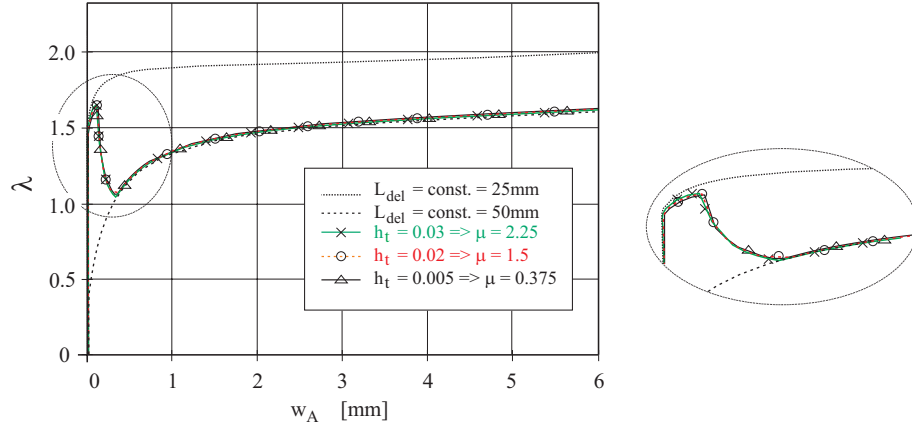 2.0
1.5
1.0
0.5
0
λ
0 1 2 3 4 5 6
w_A [mm]
L_del = const. = 25mm
L_del = const. = 50mm
h_t = 0.03 => μ = 2.25
h_t = 0.02 => μ = 1.5
h_t = 0.005 => μ = 0.375